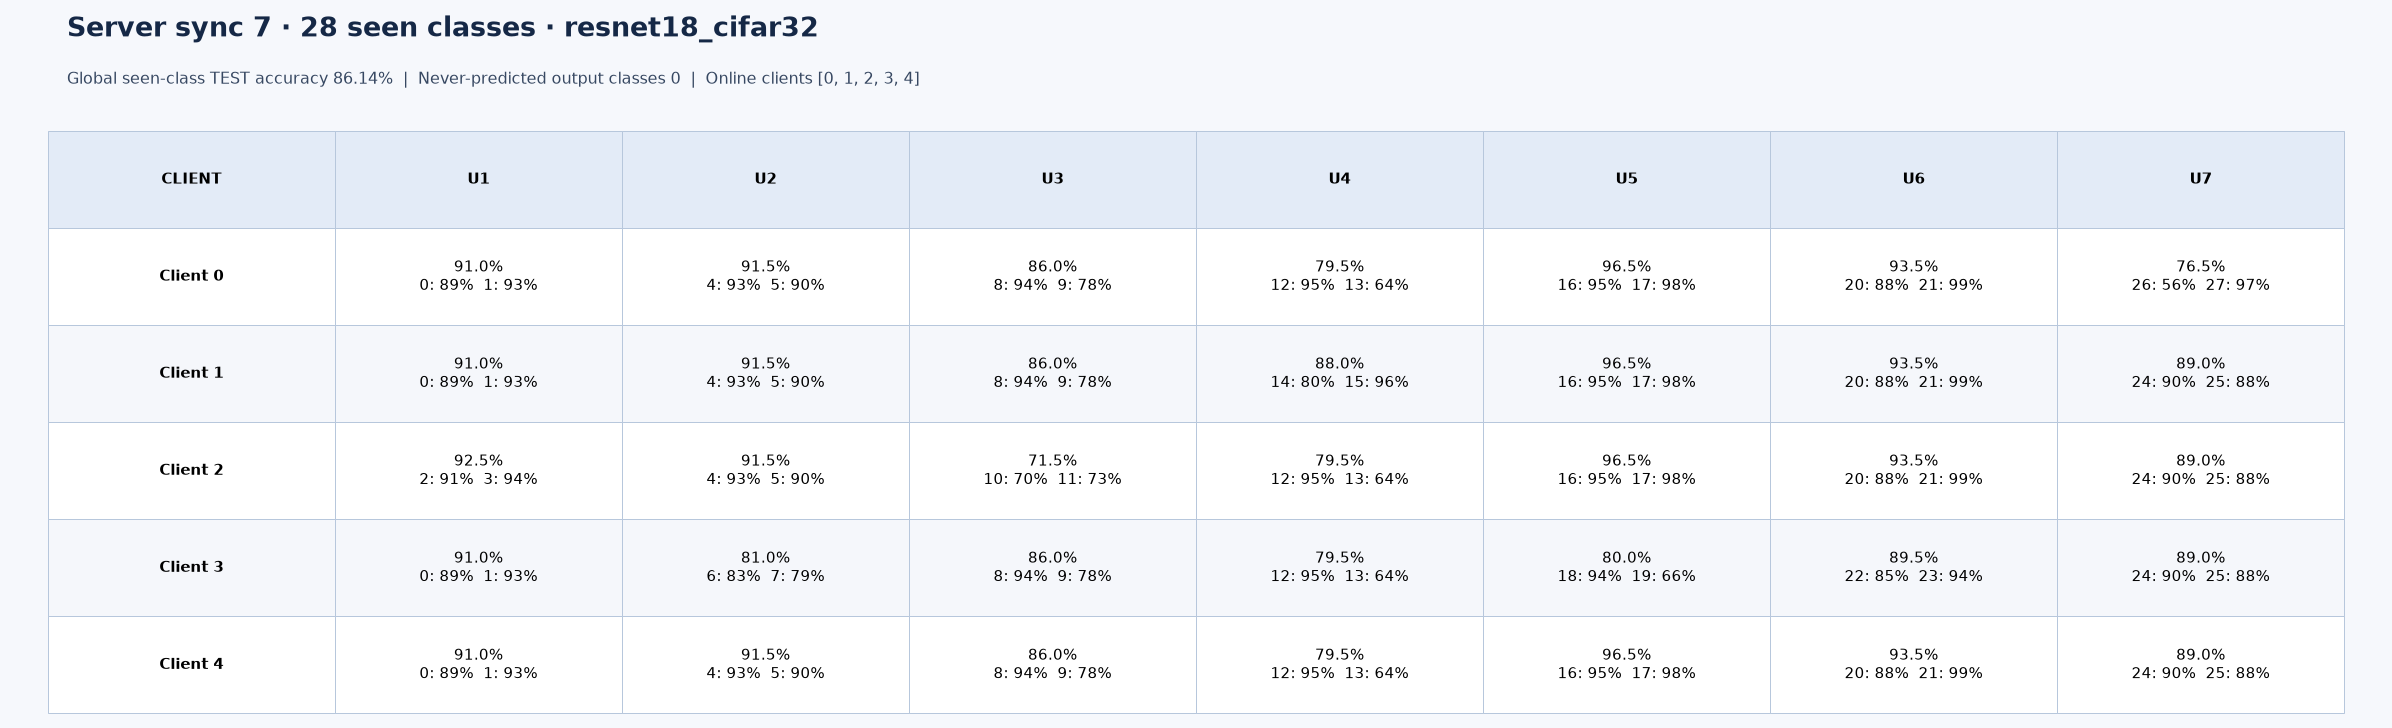 Server sync 7 · 28 seen classes · resnet18_cifar32
Global seen-class TEST accuracy 86.14% | Never-predicted output classes 0 | Online clients [0, 1, 2, 3, 4]
CLIENT U1 U2 U3 U4 U5 U6 U7
91.0% 91.5% 86.0% 79.5% 96.5% 93.5% 76.5%
Client 0
0: 89% 1: 93% 4: 93% 5: 90% 8: 94% 9: 78% 12: 95% 13: 64% 16: 95% 17: 98% 20: 88% 21: 99% 26: 56% 27: 97%
91.0% 91.5% 86.0% 88.0% 96.5% 93.5% 89.0%
Client 1
0: 89% 1: 93% 4: 93% 5: 90% 8: 94% 9: 78% 14: 80% 15: 96% 16: 95% 17: 98% 20: 88% 21: 99% 24: 90% 25: 88%
92.5% 91.5% 71.5% 79.5% 96.5% 93.5% 89.0%
Client 2
2: 91% 3: 94% 4: 93% 5: 90% 10: 70% 11: 73% 12: 95% 13: 64% 16: 95% 17: 98% 20: 88% 21: 99% 24: 90% 25: 88%
91.0% 81.0% 86.0% 79.5% 80.0% 89.5% 89.0%
Client 3
0: 89% 1: 93% 6: 83% 7: 79% 8: 94% 9: 78% 12: 95% 13: 64% 18: 94% 19: 66% 22: 85% 23: 94% 24: 90% 25: 88%
91.0% 91.5% 86.0% 79.5% 96.5% 93.5% 89.0%
Client 4
0: 89% 1: 93% 4: 93% 5: 90% 8: 94% 9: 78% 12: 95% 13: 64% 16: 95% 17: 98% 20: 88% 21: 99% 24: 90% 25: 88%